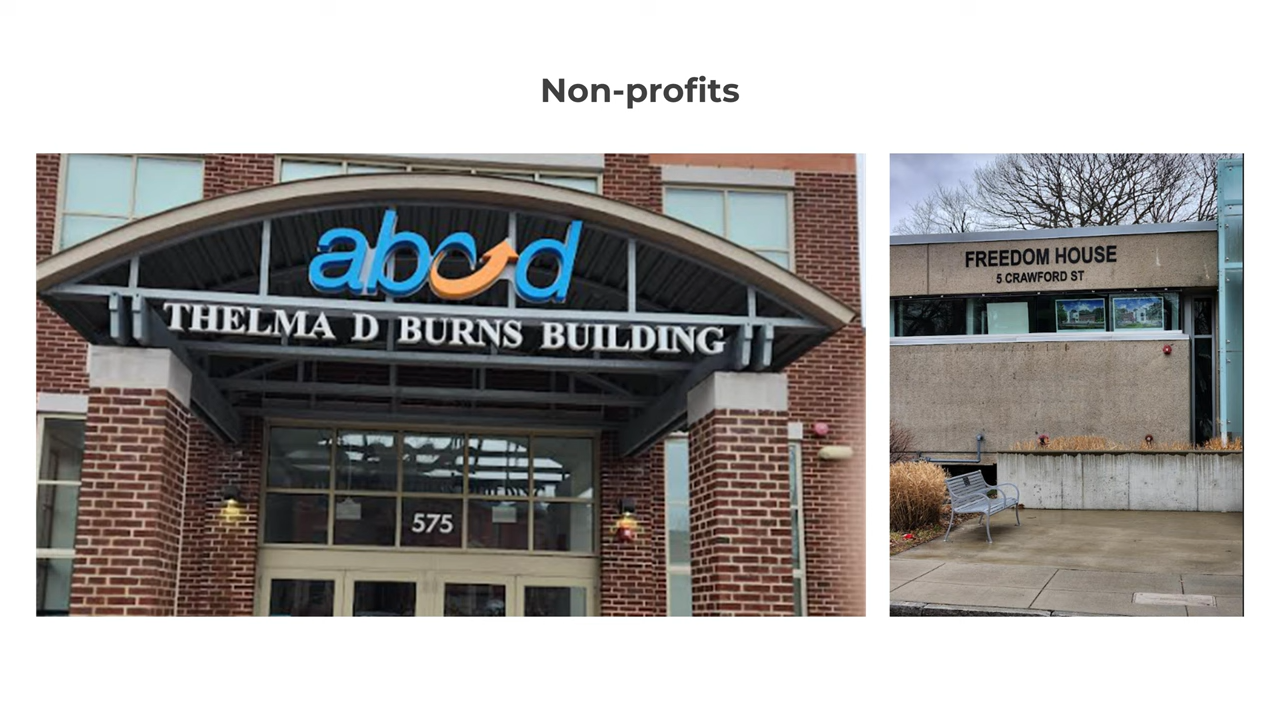 Non-profits
abcd
THELMA D BURNS BUILDING
575
FREEDOM HOUSE
5 CRAWFORD ST